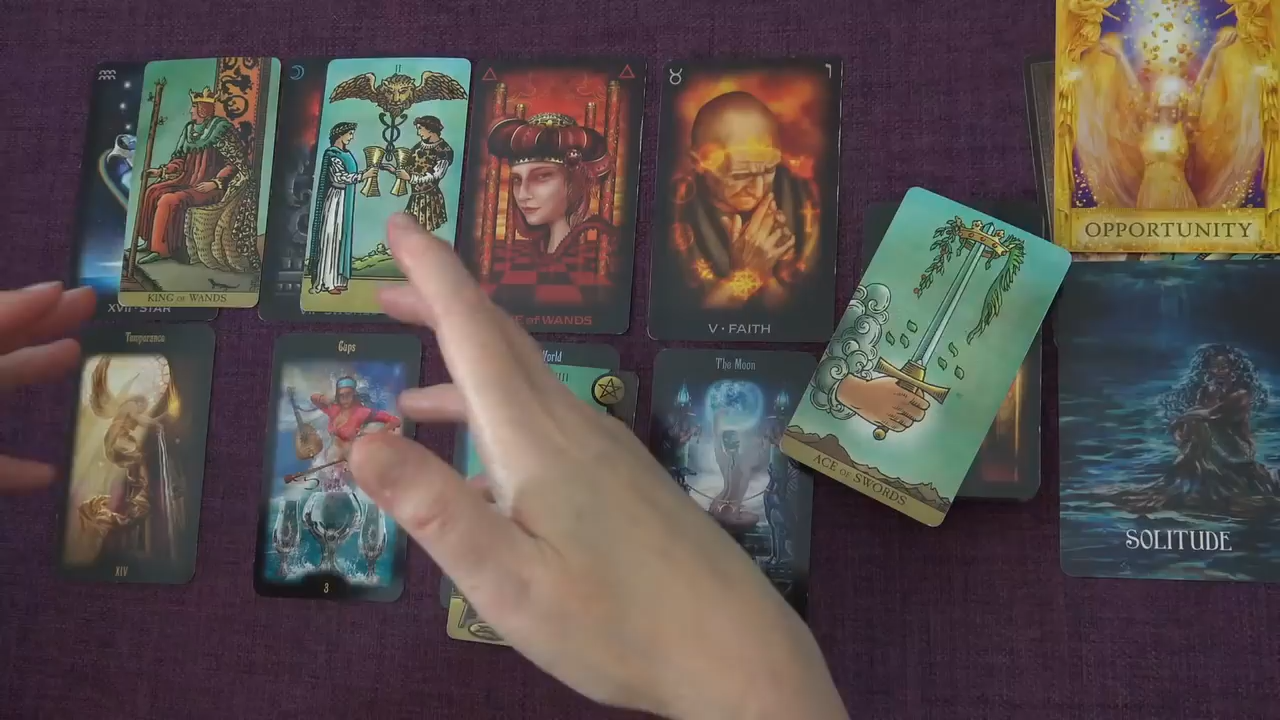 OPPORTUNITY
KING OF WANDS
XVII · STAR
II
OF WANDS
V · FAITH
Temperance
Cups
World
The Moon
ACE OF SWORDS
SOLITUDE
XIV
3